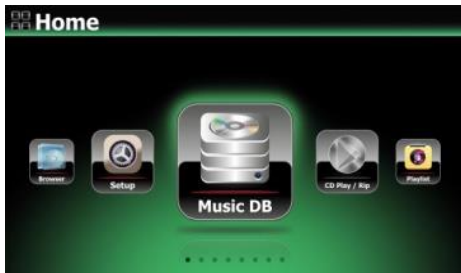 Home
Browser
Setup
Music DB
CD Play / Rip
Playlist